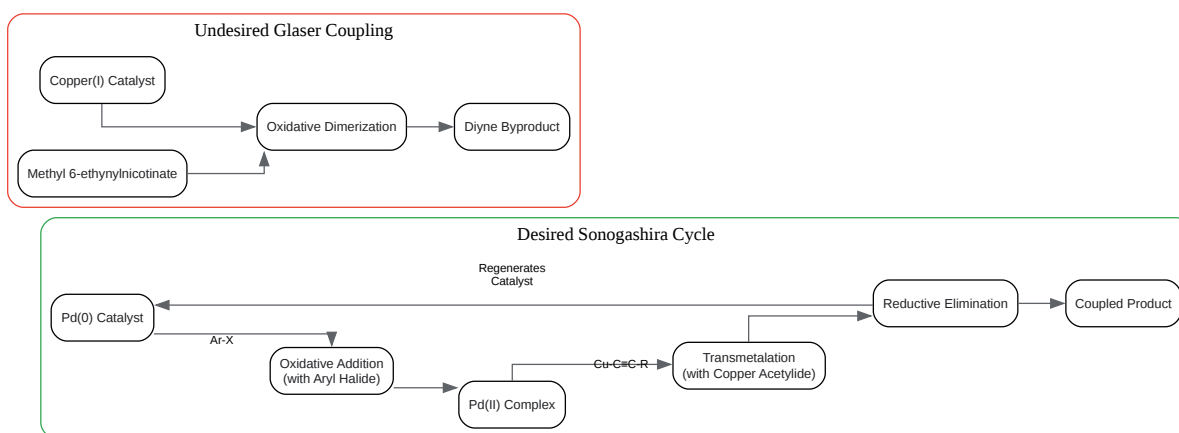 Undesired Glaser Coupling
Copper(I) Catalyst
Oxidative Dimerization
Diyne Byproduct
Methyl 6-ethynylnicotinate
Desired Sonogashira Cycle
Regenerates
Catalyst
Pd(0) Catalyst
Ar-X
Oxidative Addition
(with Aryl Halide)
Pd(II) Complex
Cu-C≡C-R
Transmetalation
(with Copper Acetylide)
Reductive Elimination
Coupled Product